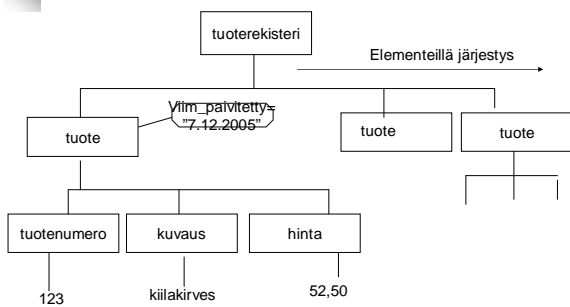 tuoterekisteri
Elementeillä järjestys
Viim_paivitetty=
"7.12.2005"
tuote
tuote
tuote
tuotenumero
kuvaus
hinta
123
kiilakirves
52,50